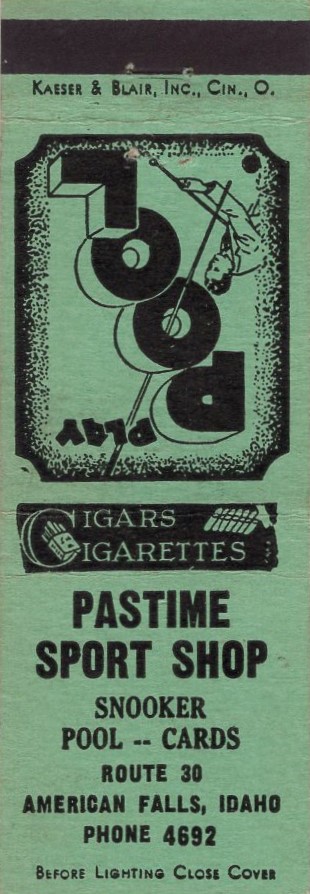 KAESER & BLAIR, INC., CIN., O.
PLAY
POOL
CIGARS
CIGARETTES
PASTIME
SPORT SHOP
SNOOKER
POOL -- CARDS
ROUTE 30
AMERICAN FALLS, IDAHO
PHONE 4692
BEFORE LIGHTING CLOSE COVER